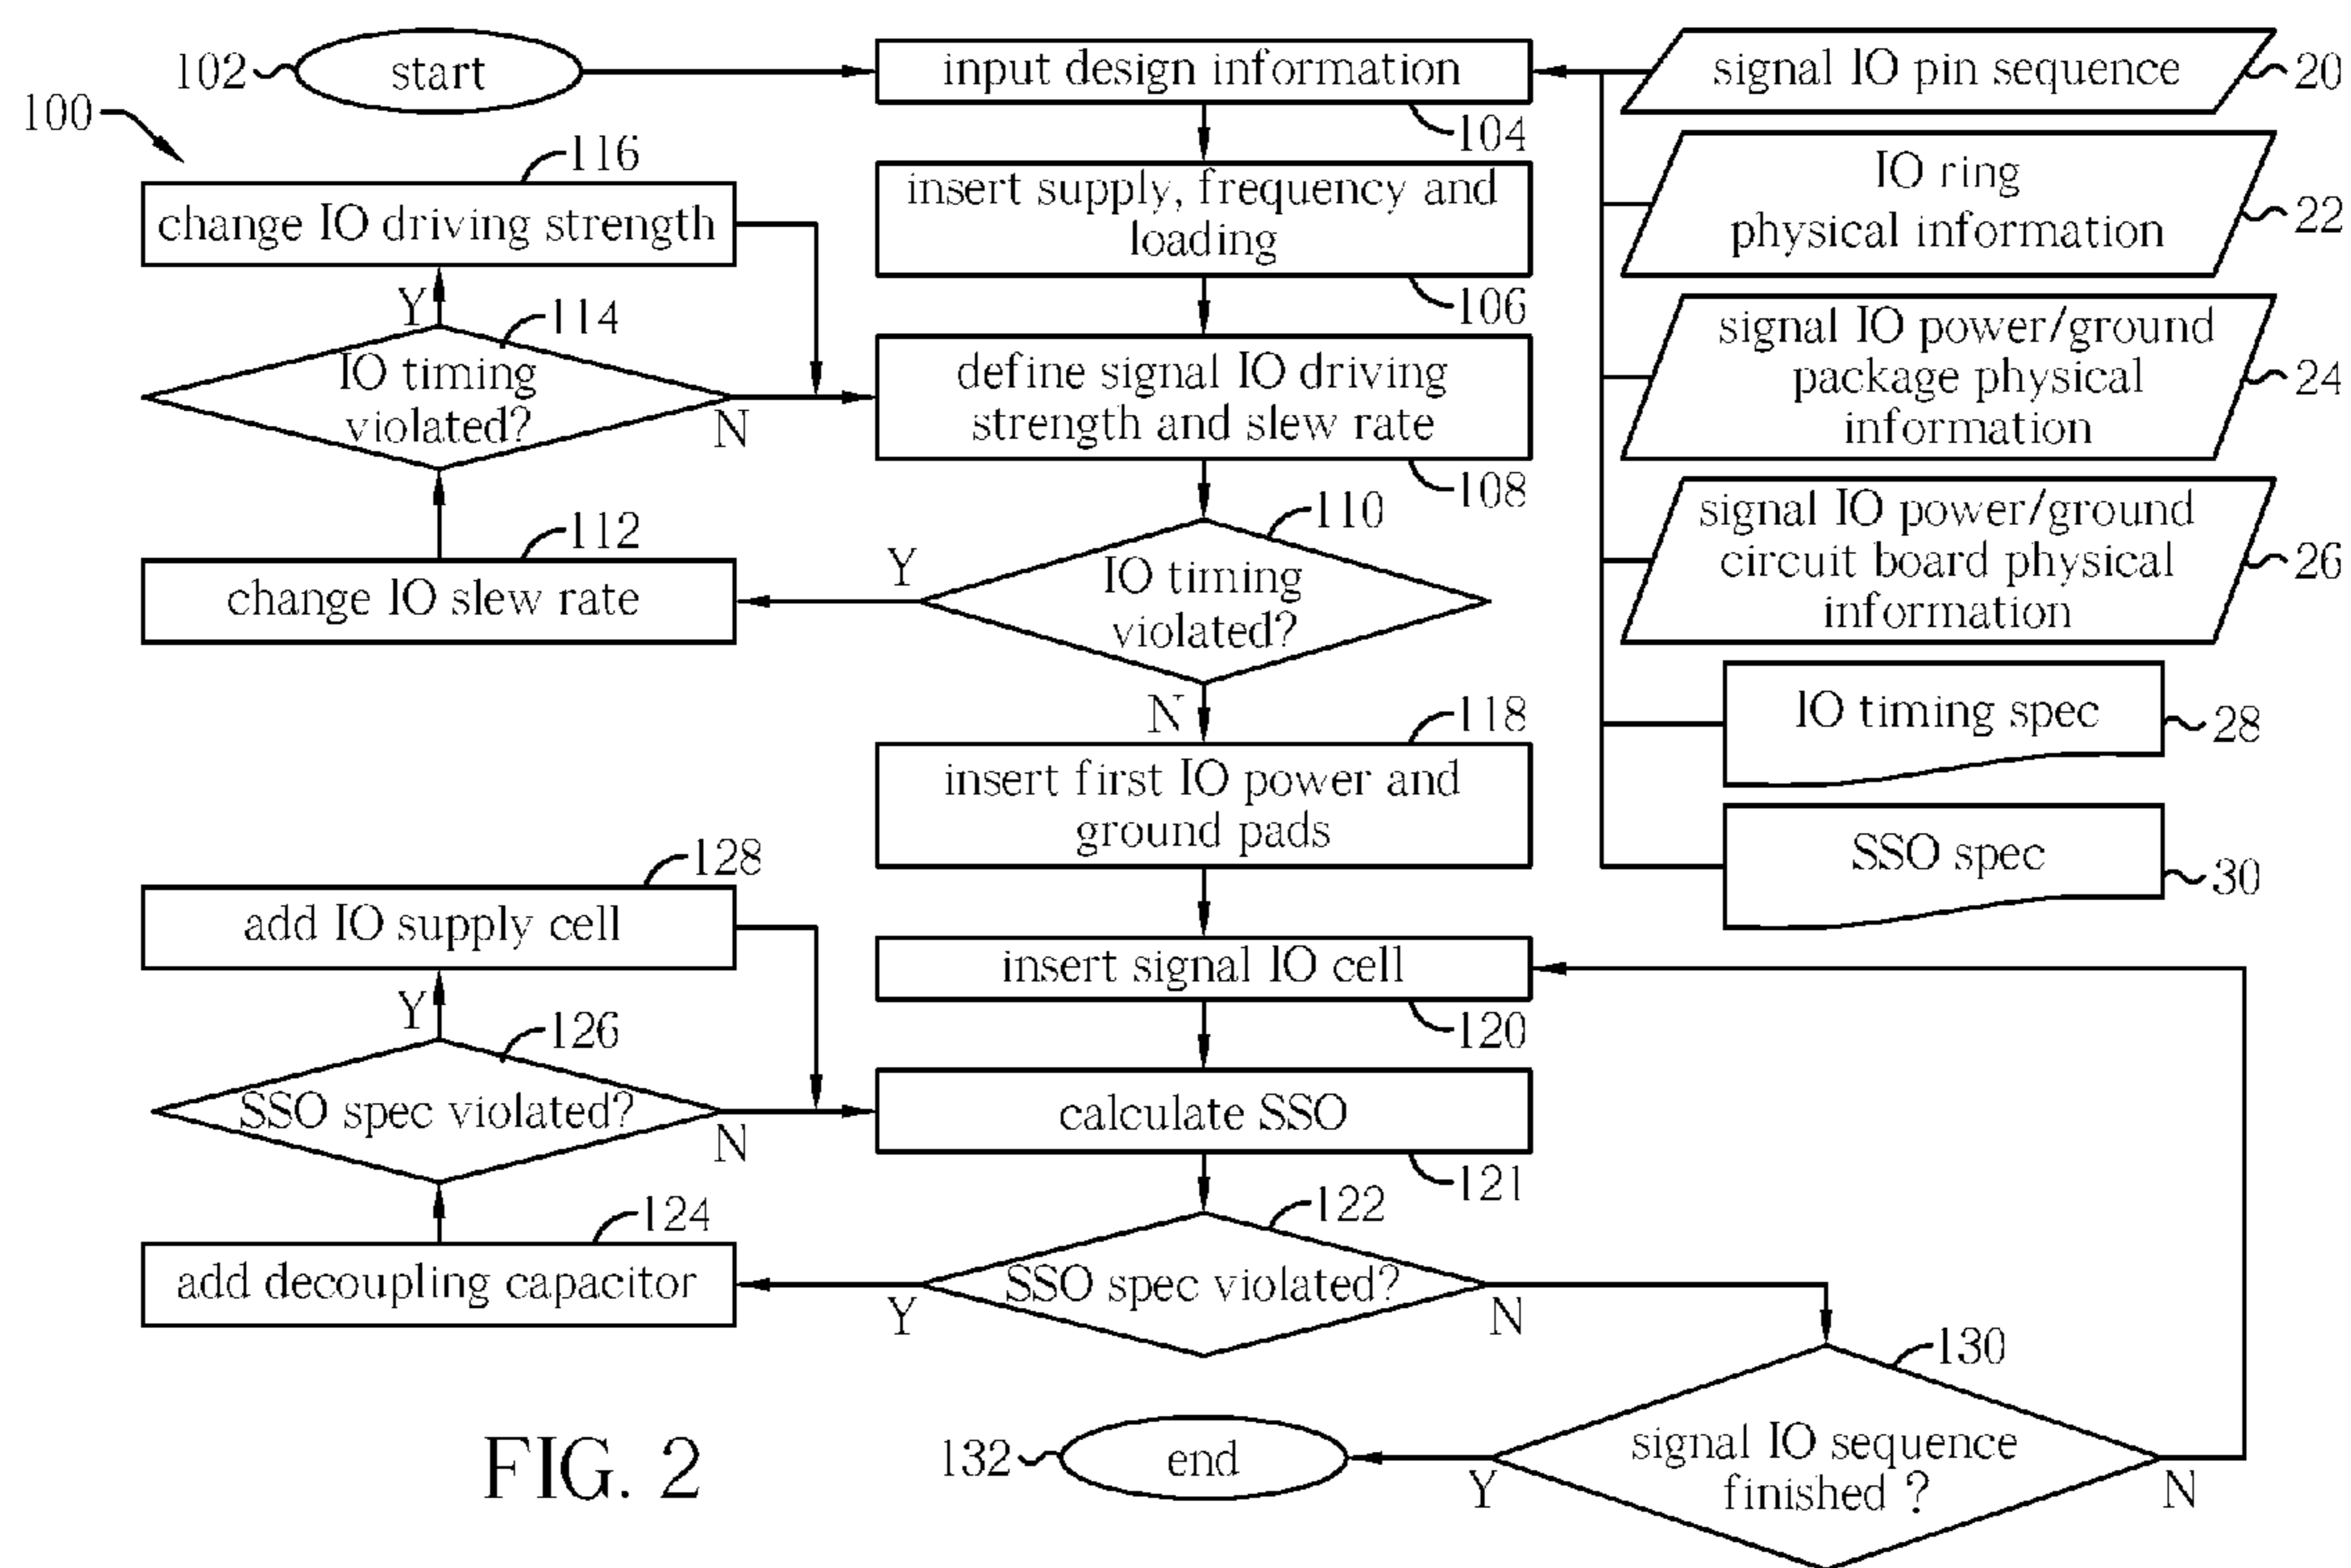 102
start
100
input design information
104
insert supply, frequency and
loading
106
define signal IO driving
strength and slew rate
108
116
change IO driving strength
Y
114
IO timing
violated?
N
112
change IO slew rate
Y
110
IO timing
violated?
N
118
insert first IO power and
ground pads
insert signal IO cell
120
calculate SSO
121
128
add IO supply cell
Y
126
SSO spec violated?
N
124
add decoupling capacitor
Y
122
SSO spec violated?
N
130
signal IO sequence
finished ?
Y
N
132
end
signal IO pin sequence
20
IO ring
physical information
22
signal IO power/ground
package physical
information
24
signal IO power/ground
circuit board physical
information
26
IO timing spec
28
SSO spec
30
FIG. 2